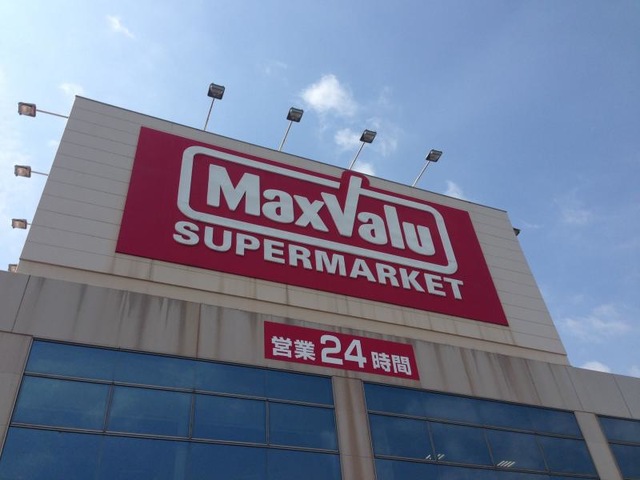 MaxValu
SUPERMARKET
営業24時間